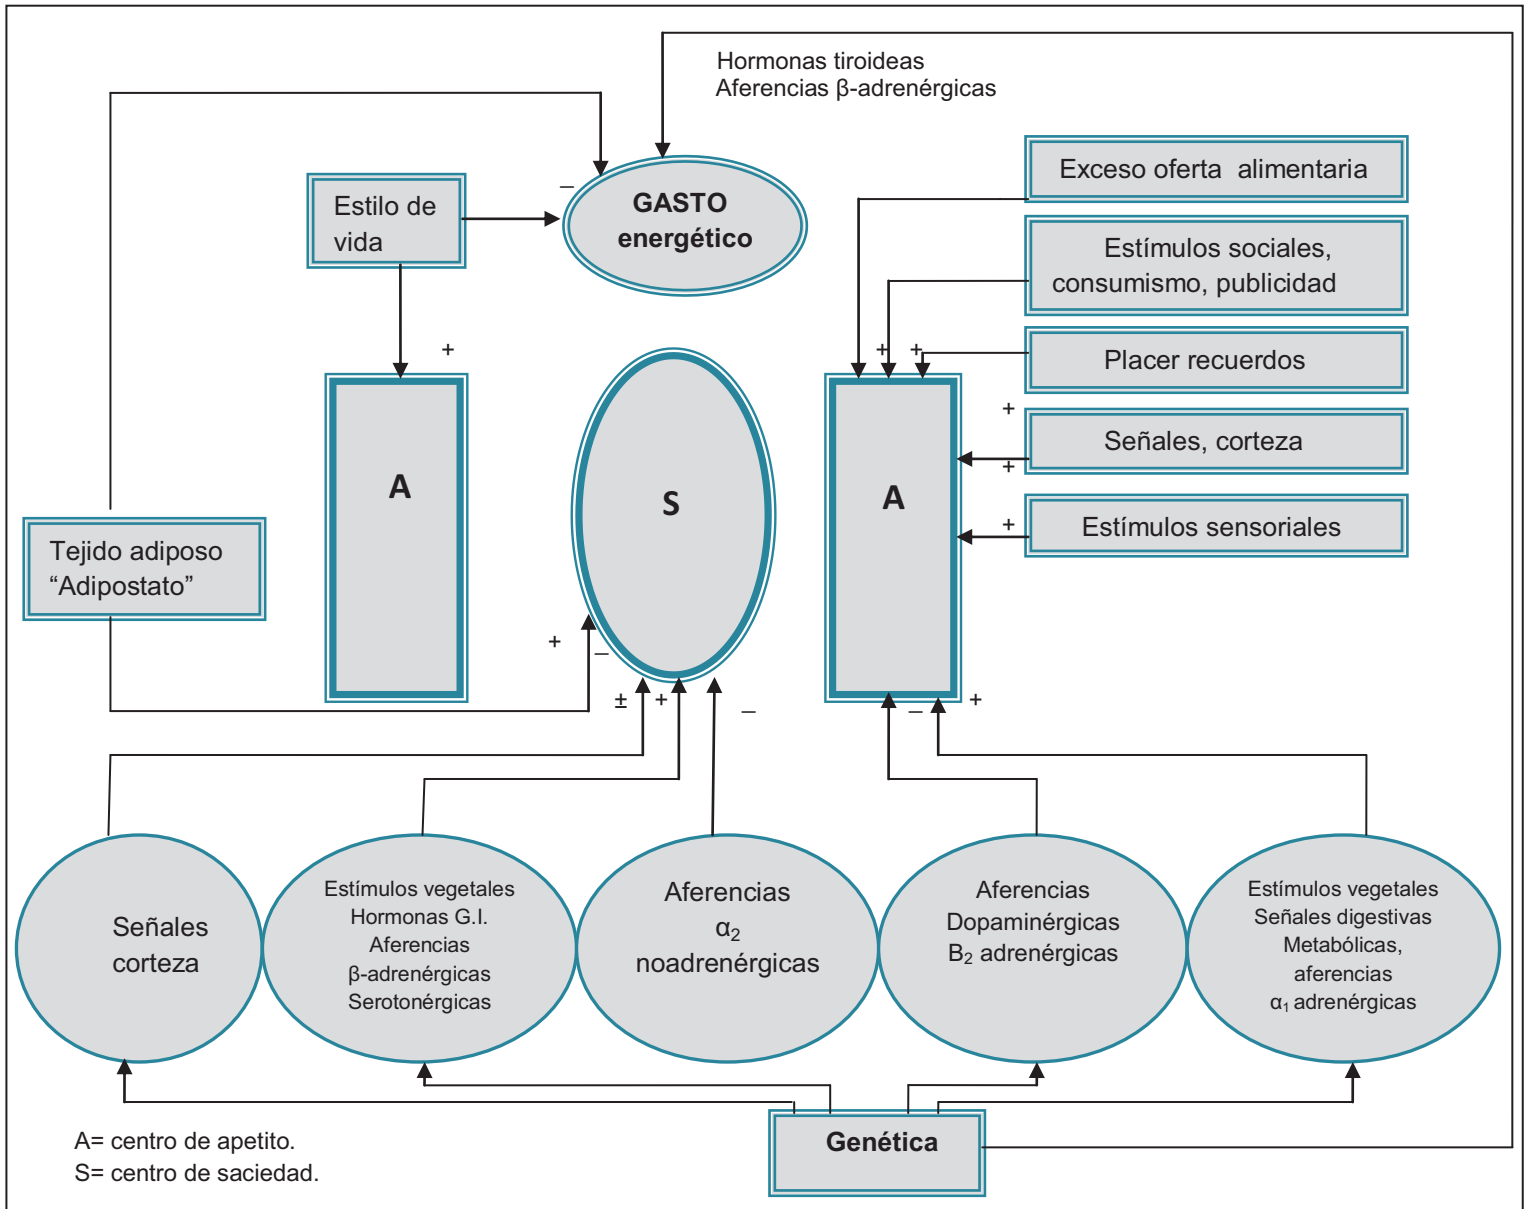 Hormonas tiroideas
Aferencias β-adrenérgicas
Exceso oferta alimentaria
Estilo de
vida
–
GASTO
energético
Estímulos sociales,
consumismo, publicidad
+
+
+
Placer recuerdos
+
Señales, corteza
+
A
S
A
Estímulos sensoriales
+
Tejido adiposo
“Adipostato”
+
–
±
+
–
–
+
Señales
corteza
Estímulos vegetales
Hormonas G.I.
Aferencias
β-adrenérgicas
Serotonérgicas
Aferencias
α₂
noadrenérgicas
Aferencias
Dopaminérgicas
B₂ adrenérgicas
Estímulos vegetales
Señales digestivas
Metabólicas,
aferencias
α₁ adrenérgicas
Genética
A= centro de apetito.
S= centro de saciedad.